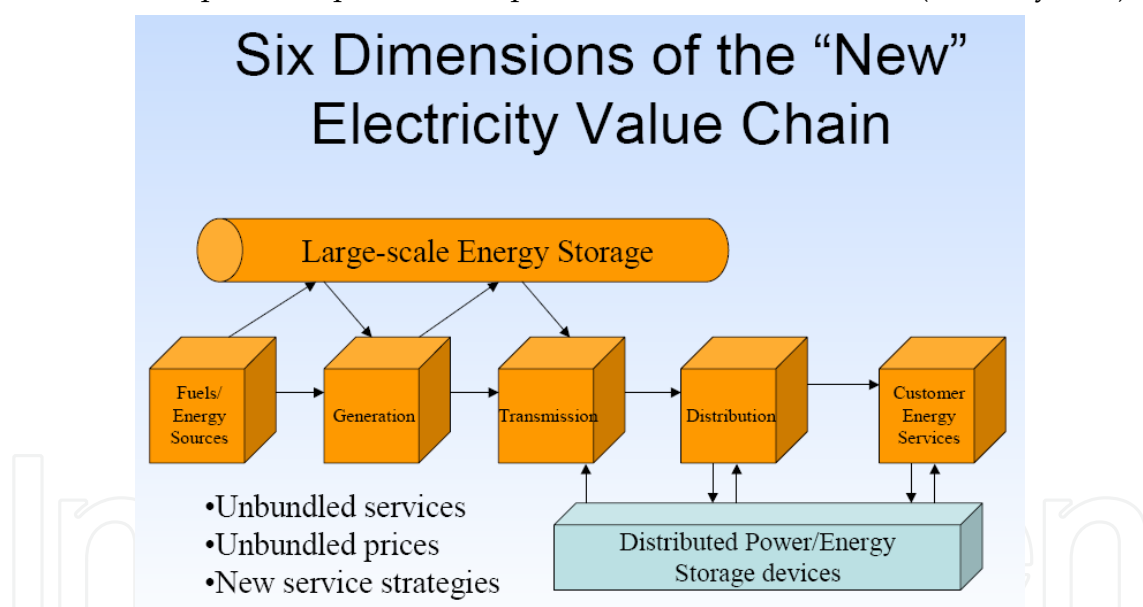 Six Dimensions of the “New”
Electricity Value Chain
Large-scale Energy Storage
Fuels/
Energy
Sources
Generation
Transmission
Distribution
Customer
Energy
Services
•Unbundled services
•Unbundled prices
•New service strategies
Distributed Power/Energy
Storage devices